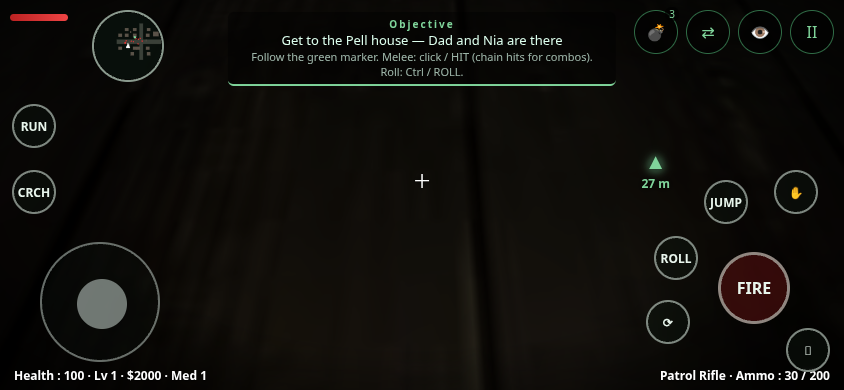 Objective
Get to the Pell house — Dad and Nia are there
Follow the green marker. Melee: click / HIT (chain hits for combos).
Roll: Ctrl / ROLL.
3
II
RUN
CRCH
27 m
JUMP
ROLL
FIRE
Health : 100 · Lv 1 · $2000 · Med 1
Patrol Rifle · Ammo : 30 / 200